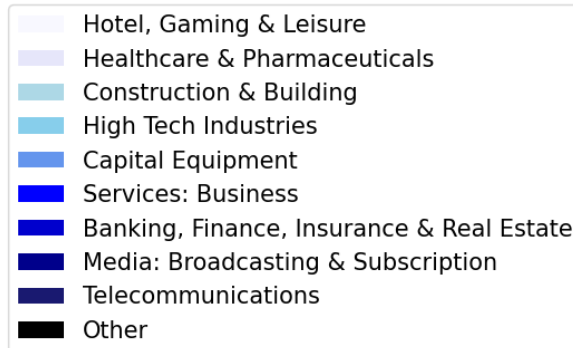 Hotel, Gaming & Leisure
Healthcare & Pharmaceuticals
Construction & Building
High Tech Industries
Capital Equipment
Services: Business
Banking, Finance, Insurance & Real Estate
Media: Broadcasting & Subscription
Telecommunications
Other